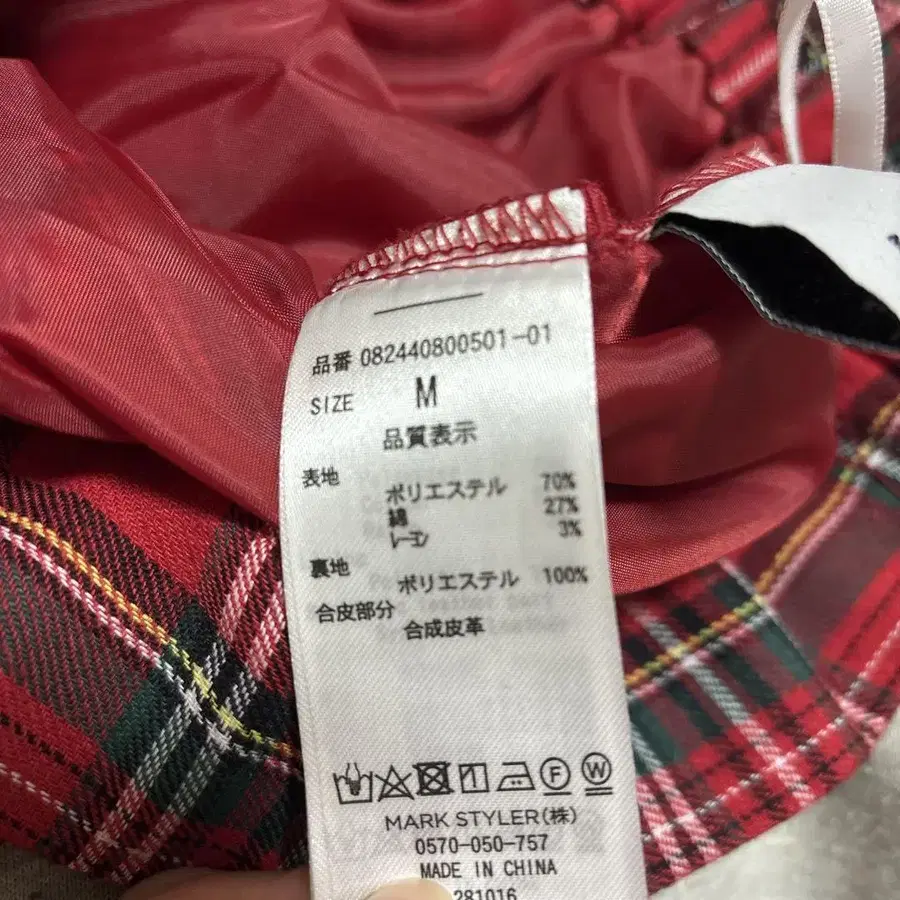 品番 082440800501-01
SIZE M
品質表示
表地
ポリエステル 70%
綿 27%
レーヨン 3%
裏地
ポリエステル 100%
合皮部分
合成皮革
F W
MARK STYLER(株)
0570-050-757
MADE IN CHINA
281016